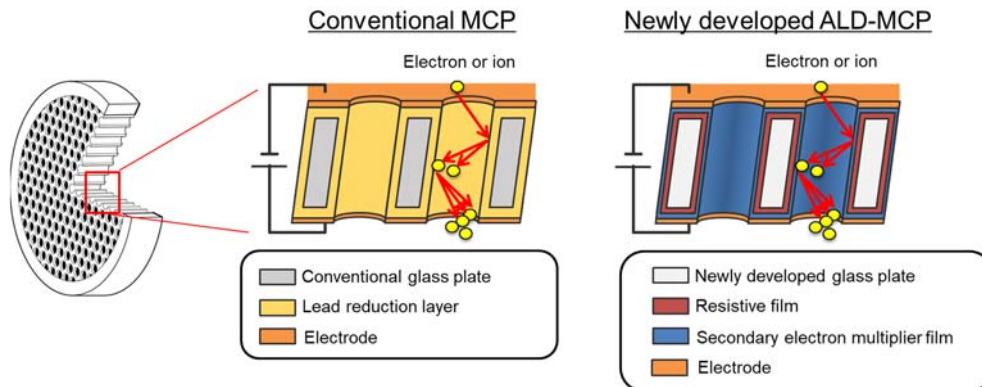 Conventional MCP
Electron or ion
Conventional glass plate
Lead reduction layer
Electrode
Newly developed ALD-MCP
Electron or ion
Newly developed glass plate
Resistive film
Secondary electron multiplier film
Electrode